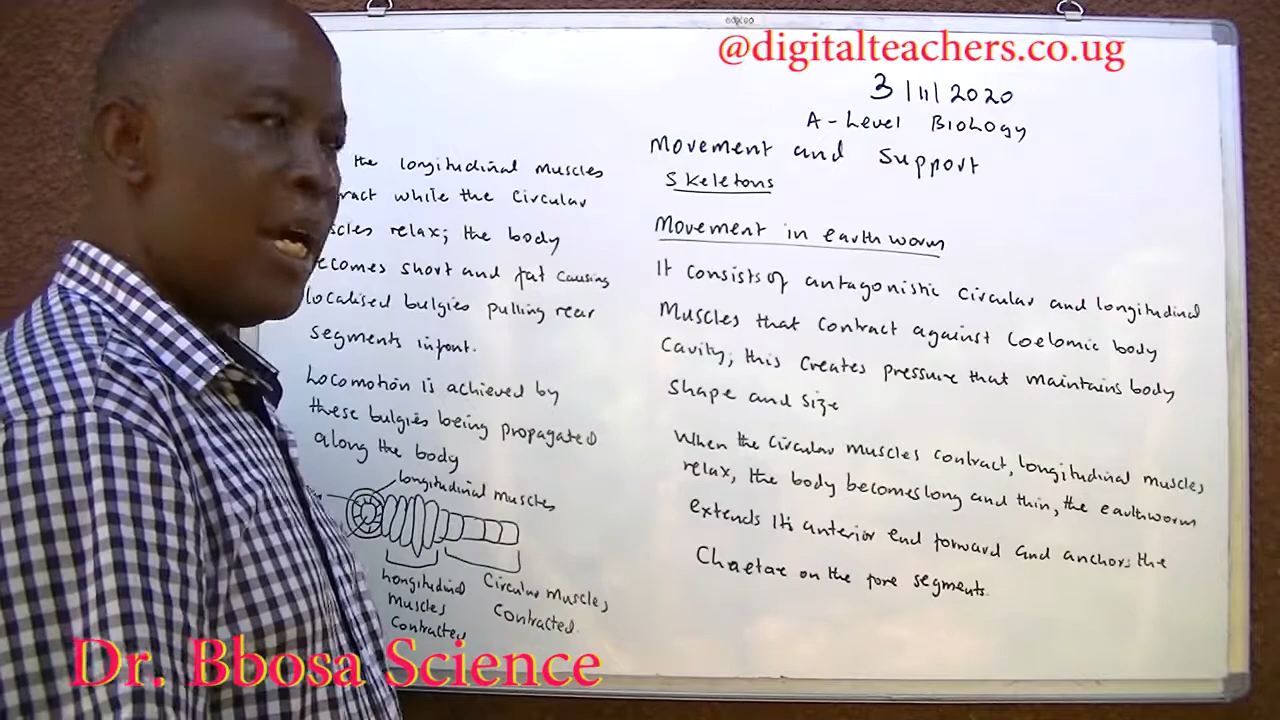 @digitalteachers.co.ug
3/11/2020
A-Level Biology
Movement and Support
Skeletons
Movement in earthworm
It consists of antagonistic circular and longitudinal
Muscles that contract against coelomic body
cavity; this creates pressure that maintains body
shape and size
When the circular muscles contract, longitudinal muscles
relax, the body becomes long and thin, the earthworm
extends its anterior end forward and anchors the
Chaetae on the fore segments.
the longitudinal muscles
ract while the circular
scles relax; the body
ecomes short and fat causing
localised bulgies pulling rear
segments infont.
Locomotion is achieved by
these bulgies being propagated
along the body
longitudinal muscles
Longitudinal
muscles
contracted
Circular muscles
contracted.
Dr. Bbosa Science